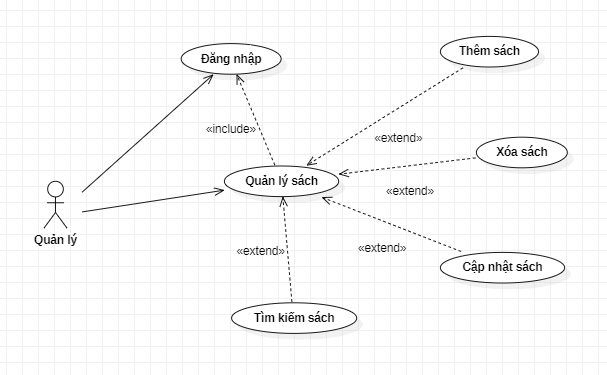 Đăng nhập
Thêm sách
«include»
«extend»
Xóa sách
Quản lý sách
«extend»
Quản lý
«extend»
«extend»
Cập nhật sách
Tìm kiếm sách